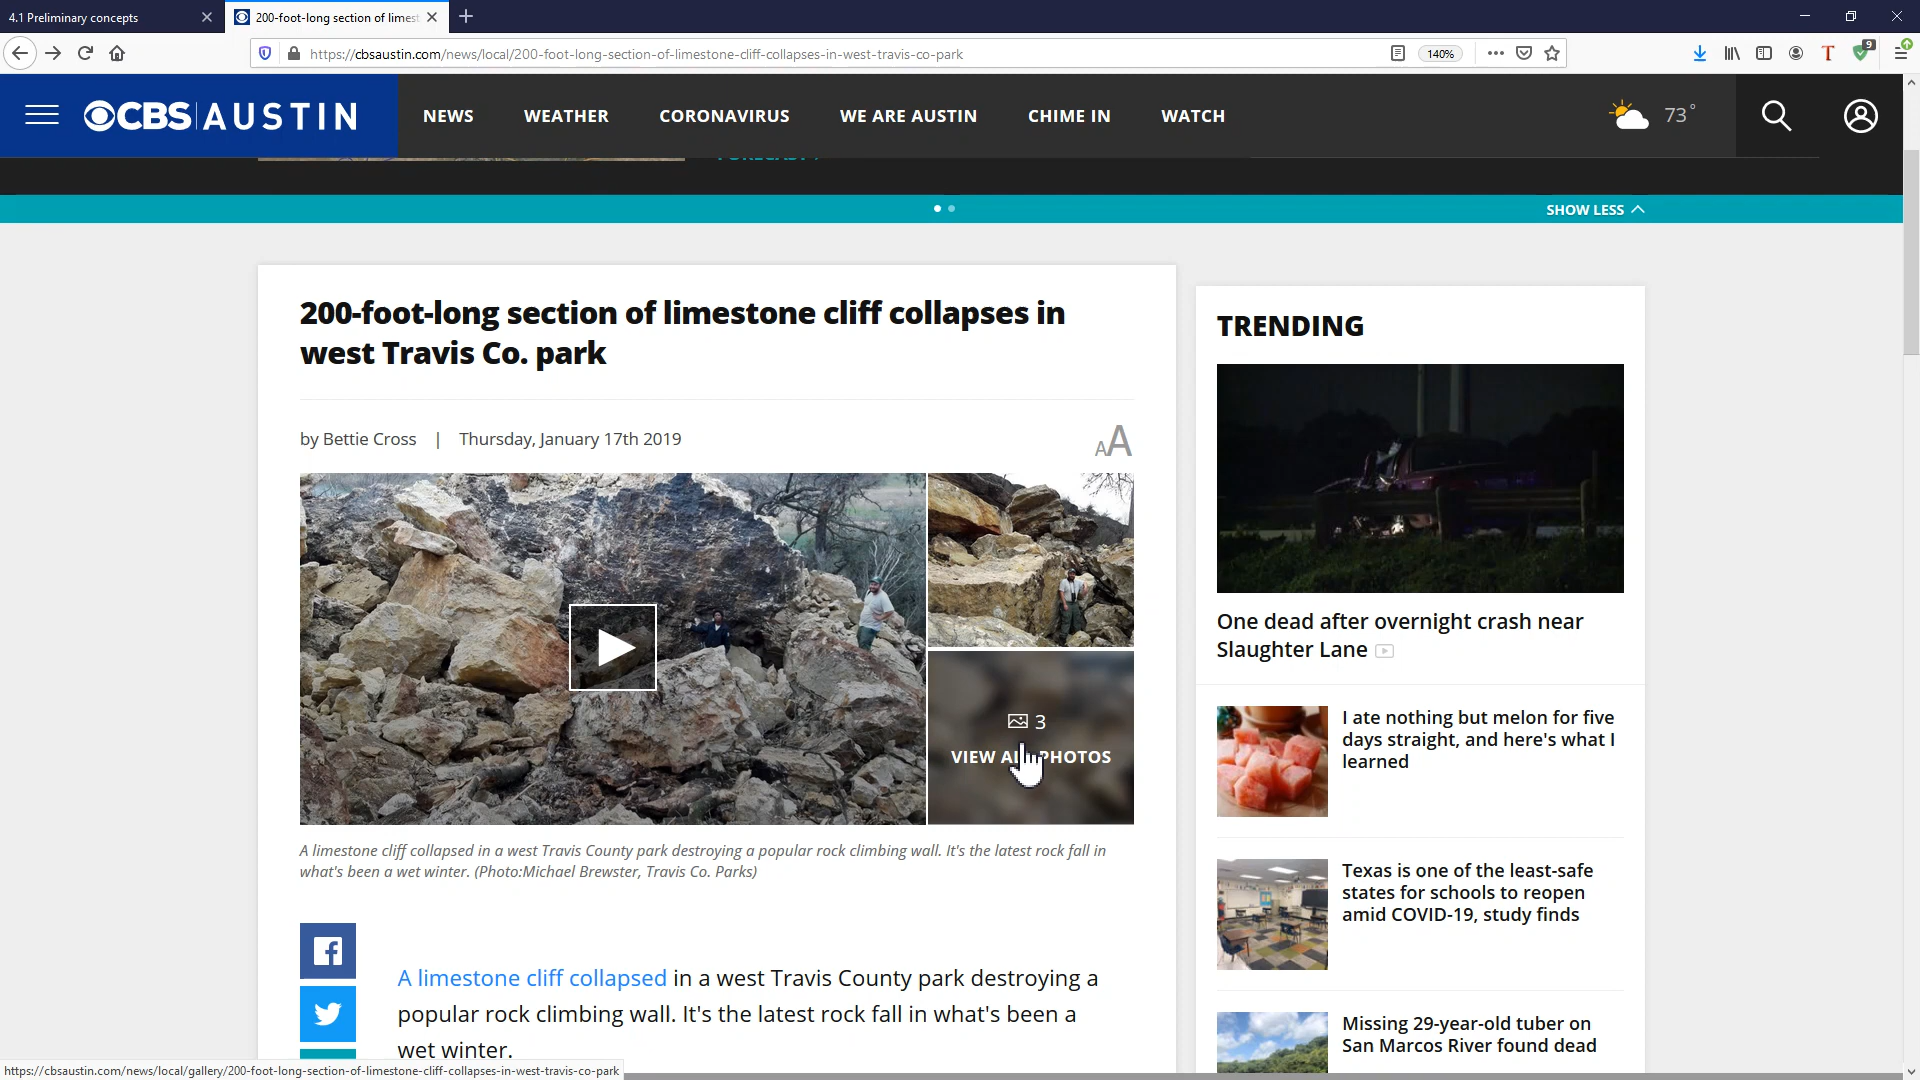 4.1 Preliminary concepts
200-foot-long section of limest
https://cbsaustin.com/news/local/200-foot-long-section-of-limestone-cliff-collapses-in-west-travis-co-park
140%
9
CBS AUSTIN
NEWS
WEATHER
CORONAVIRUS
WE ARE AUSTIN
CHIME IN
WATCH
73°
SHOW LESS
200-foot-long section of limestone cliff collapses in
west Travis Co. park
by Bettie Cross | Thursday, January 17th 2019
AA
3
VIEW ALL PHOTOS
A limestone cliff collapsed in a west Travis County park destroying a popular rock climbing wall. It's the latest rock fall in
what's been a wet winter. (Photo:Michael Brewster, Travis Co. Parks)
A limestone cliff collapsed in a west Travis County park destroying a
popular rock climbing wall. It's the latest rock fall in what's been a
wet winter.
TRENDING
One dead after overnight crash near
Slaughter Lane
I ate nothing but melon for five
days straight, and here's what I
learned
Texas is one of the least-safe
states for schools to reopen
amid COVID-19, study finds
Missing 29-year-old tuber on
San Marcos River found dead
https://cbsaustin.com/news/local/gallery/200-foot-long-section-of-limestone-cliff-collapses-in-west-travis-co-park